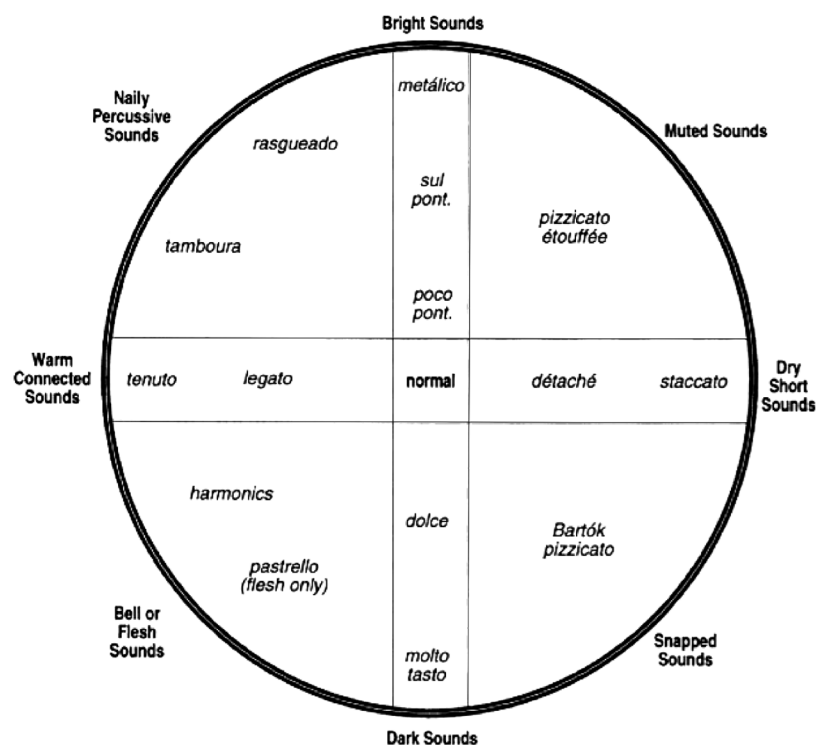 Bright Sounds
Naily
Percussive
Sounds
metálico
Muted Sounds
rasgueado
sul
pont.
pizzicato
étouffée
tamboura
poco
pont.
Warm
Connected
Sounds
tenuto
legato
normal
détaché
staccato
Dry
Short
Sounds
harmonics
dolce
Bartók
pizzicato
pastrello
(flesh only)
Bell or
Flesh
Sounds
molto
tasto
Snapped
Sounds
Dark Sounds